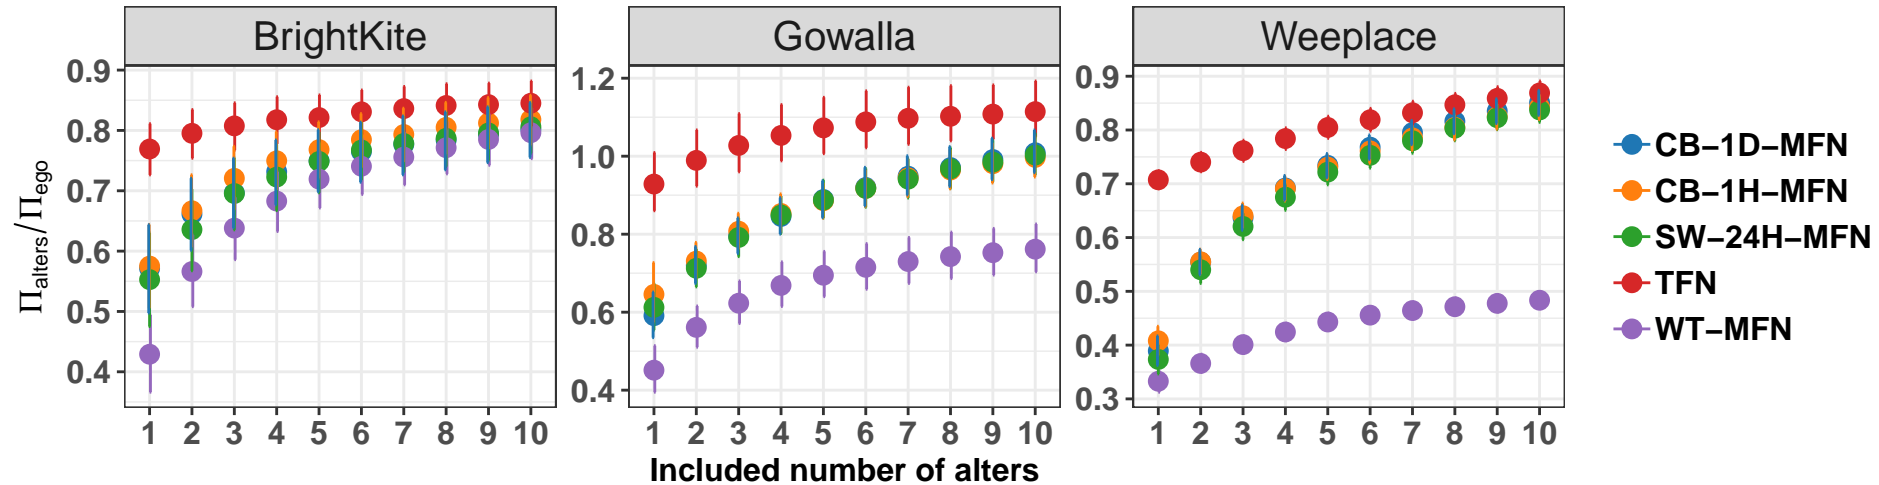 BrightKite Gowalla Weeplace
Πalters/Πego
0.9
0.8
0.7
0.6
0.5
0.4
1 2 3 4 5 6 7 8 9 10
1.2
1.0
0.8
0.6
0.4
1 2 3 4 5 6 7 8 9 10
0.9
0.8
0.7
0.6
0.5
0.4
0.3
1 2 3 4 5 6 7 8 9 10
Included number of alters
CB−1D−MFN
CB−1H−MFN
SW−24H−MFN
TFN
WT−MFN